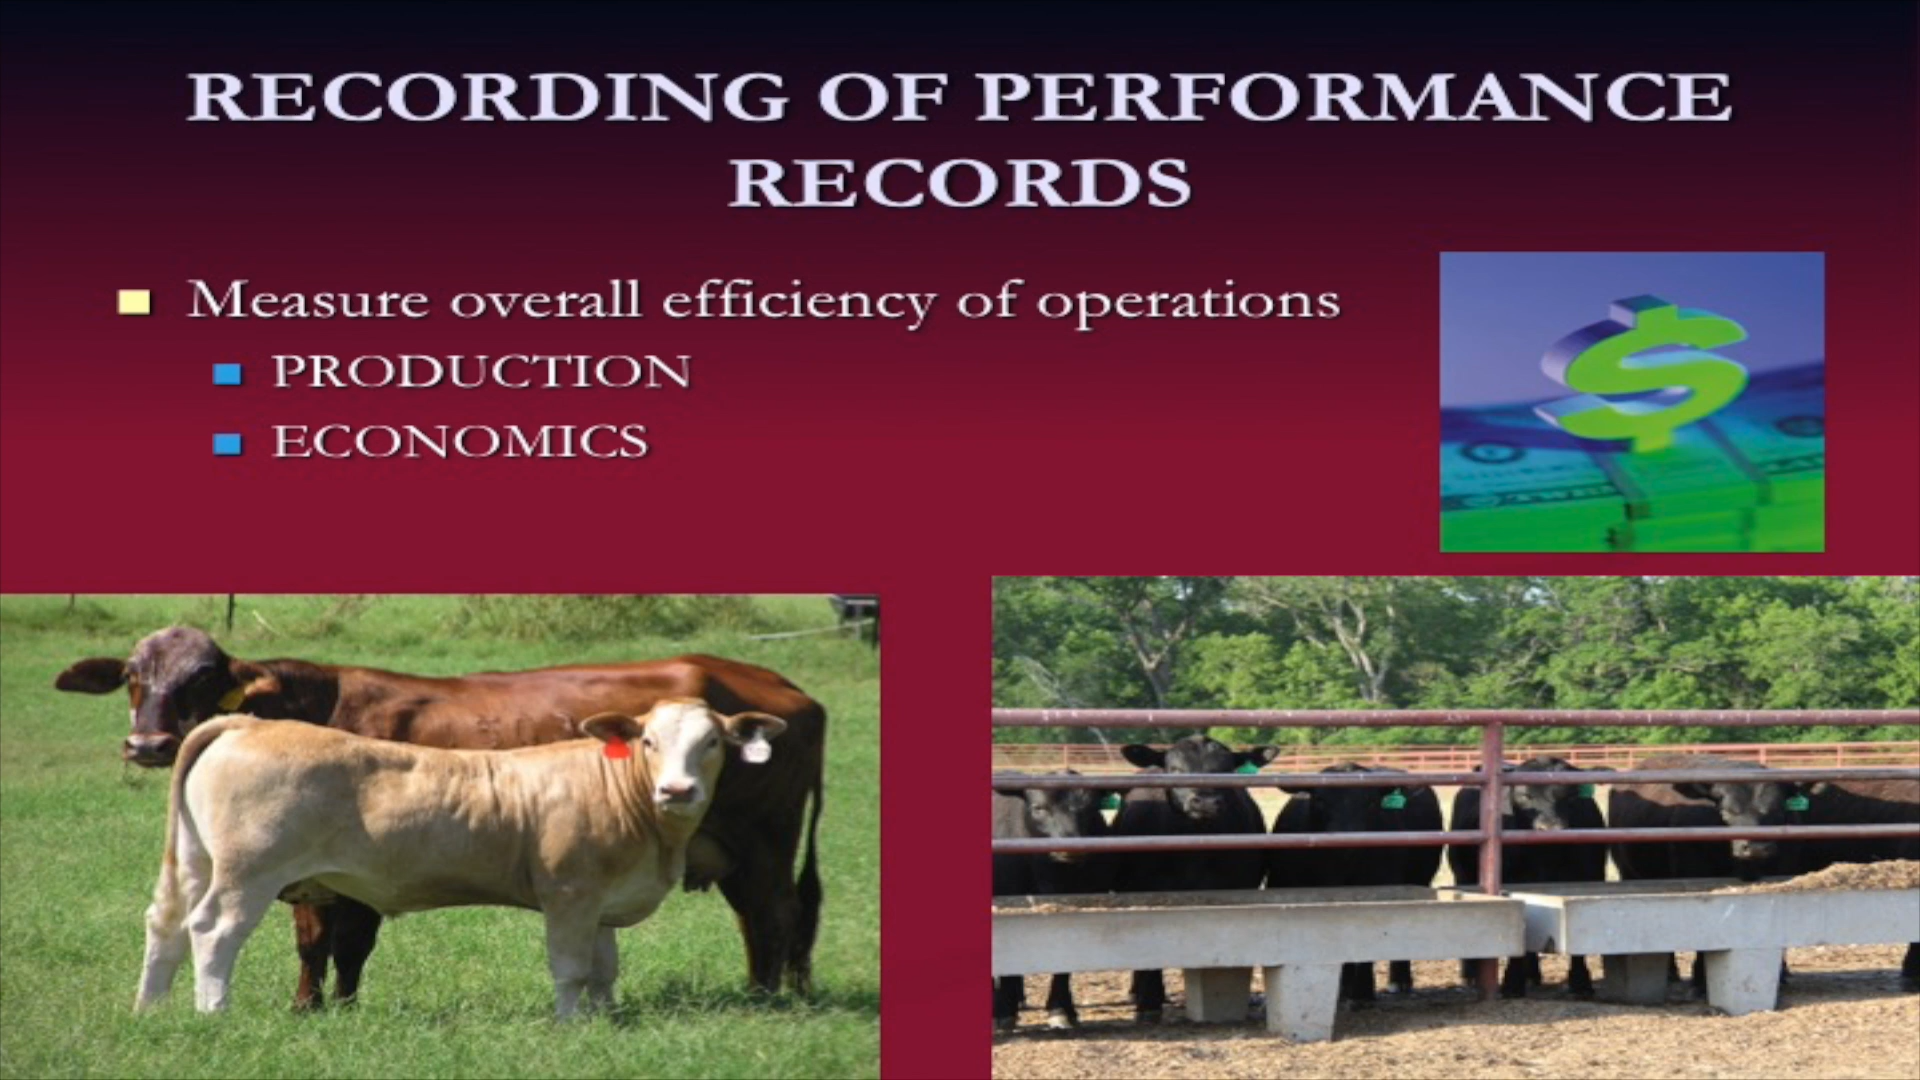 RECORDING OF PERFORMANCE
RECORDS
Measure overall efficiency of operations
PRODUCTION
ECONOMICS